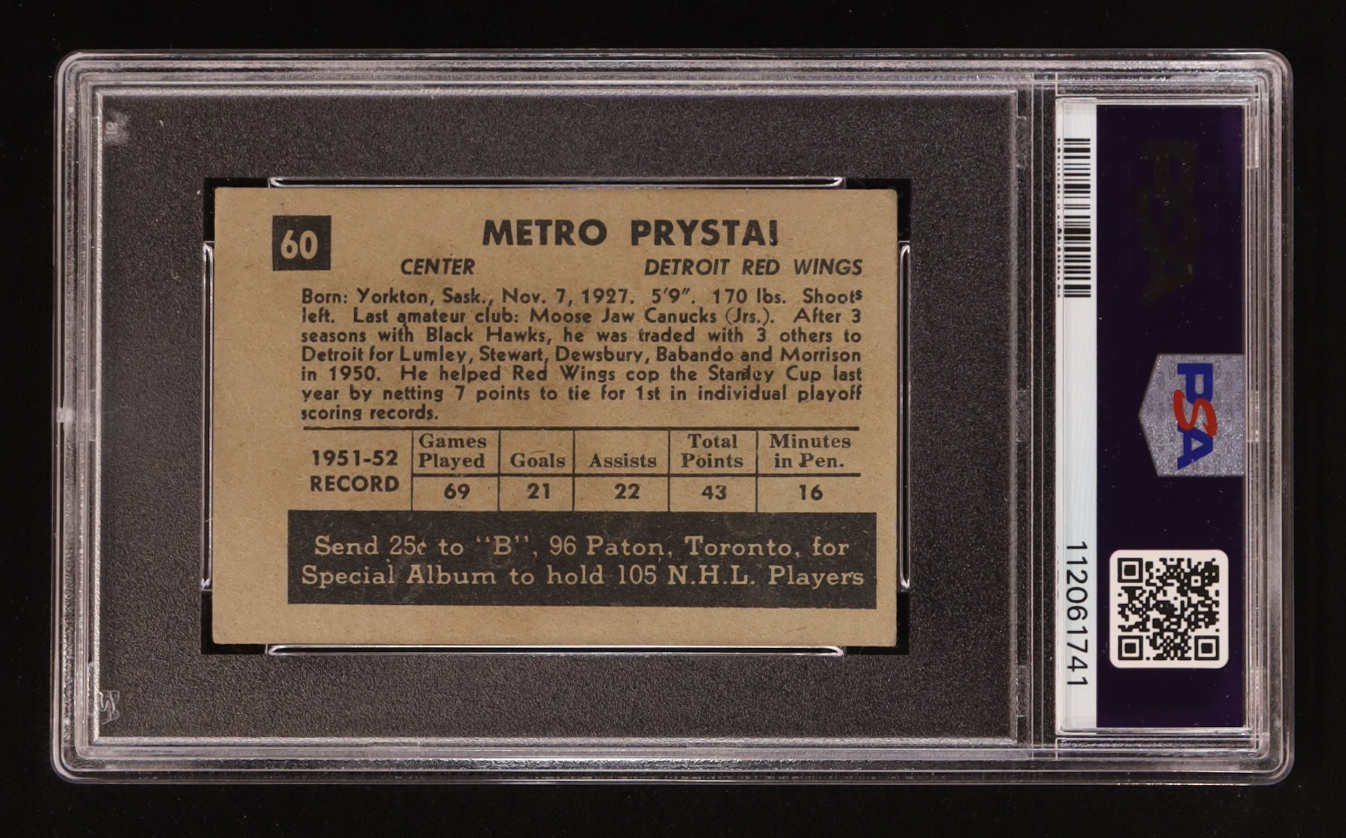 60
METRO PRYSTAI
CENTER DETROIT RED WINGS
Born: Yorkton, Sask., Nov. 7, 1927. 5'9". 170 lbs. Shoots
left. Last amateur club: Moose Jaw Canucks (Jrs.). After 3
seasons with Black Hawks, he was traded with 3 others to
Detroit for Lumley, Stewart, Dewsbury, Babando and Morrison
in 1950. He helped Red Wings cop the Stanley Cup last
year by netting 7 points to tie for 1st in individual playoff
scoring records.
1951-52 RECORD Games Played Goals Assists Total Points Minutes in Pen.
69 21 22 43 16
Send 25¢ to "B", 96 Paton, Toronto, for
Special Album to hold 105 N.H.L. Players
PSA
112061741